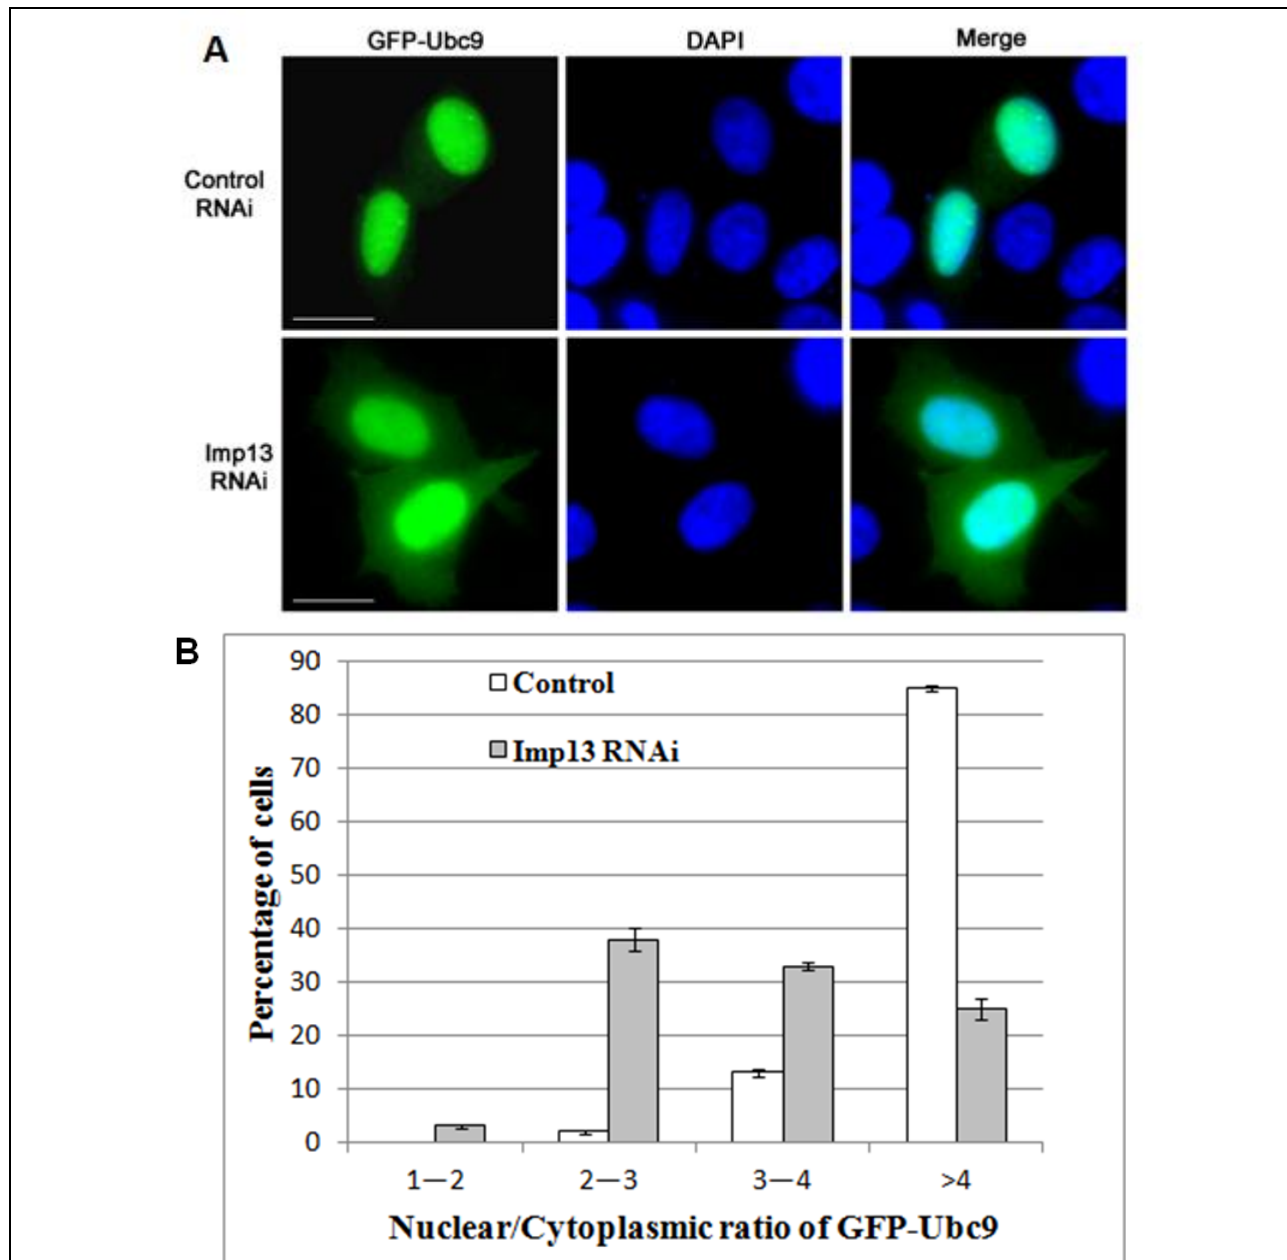 A
GFP-Ubc9 DAPI Merge
Control
RNAi
Imp13
RNAi
B
90
80
70
60
50
40
30
20
10
0
Control
Imp13 RNAi
Percentage of cells
1—2 2—3 3—4 >4
Nuclear/Cytoplasmic ratio of GFP-Ubc9